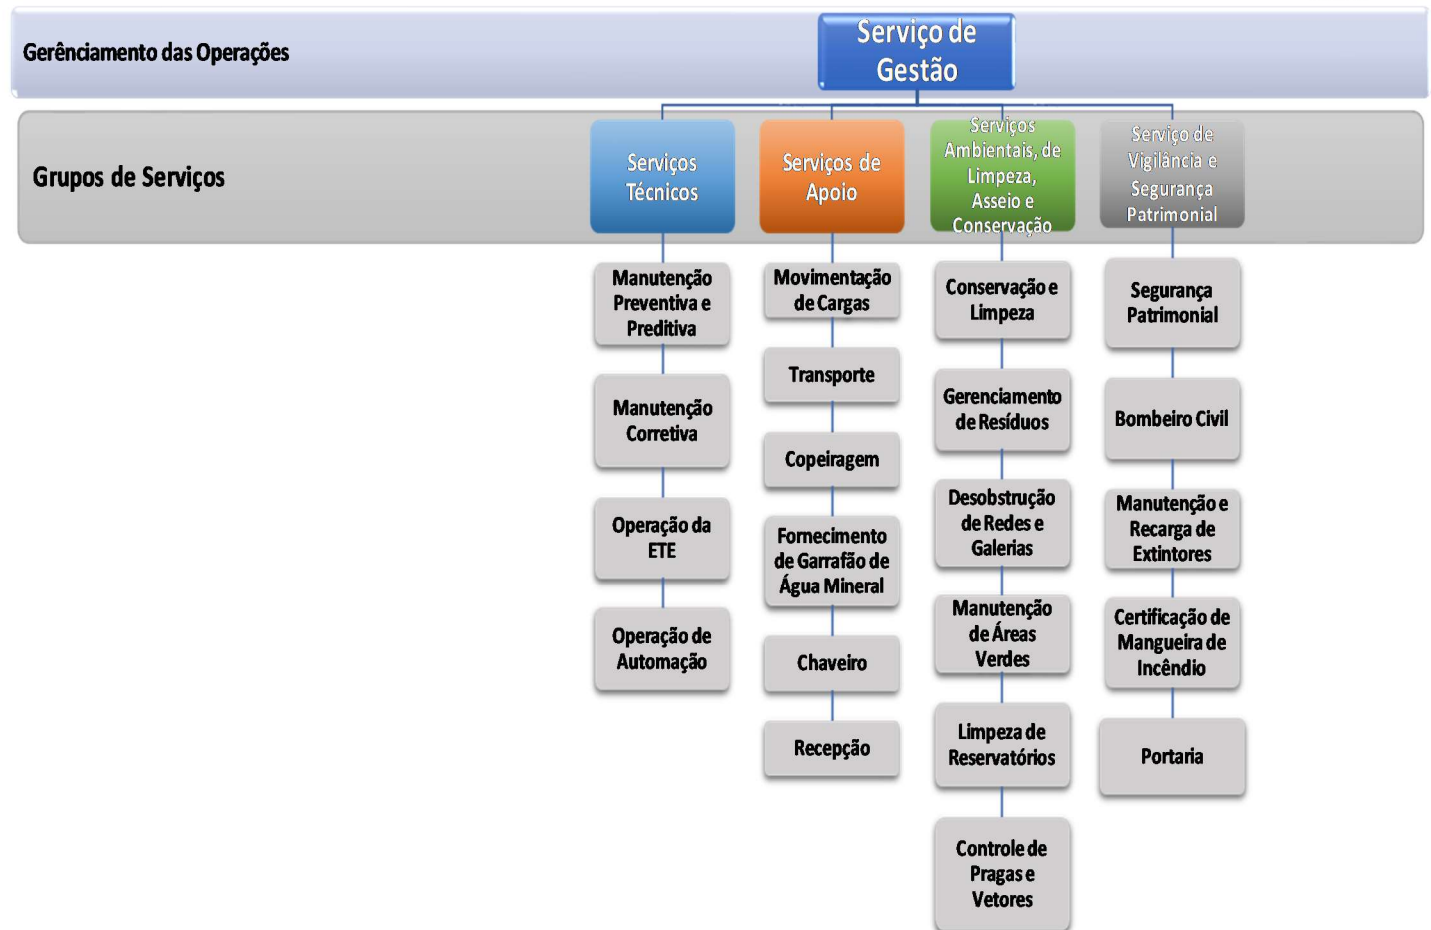 Gerênciamento das Operações
Serviço de
Gestão
Grupos de Serviços
Serviços
Técnicos
Serviços de
Apoio
Serviços
Ambientais, de
Limpeza,
Asseio e
Conservação
Serviço de
Vigilância e
Segurança
Patrimonial
Manutenção
Preventiva e
Preditiva
Manutenção
Corretiva
Operação da
ETE
Operação de
Automação
Movimentação
de Cargas
Transporte
Copeiragem
Fornecimento
de Garrafão de
Água Mineral
Chaveiro
Recepção
Conservação e
Limpeza
Gerenciamento
de Resíduos
Desobstrução
de Redes e
Galerias
Manutenção
de Áreas
Verdes
Limpeza de
Reservatórios
Controle de
Pragas e
Vetores
Segurança
Patrimonial
Bombeiro Civil
Manutenção e
Recarga de
Extintores
Certificação de
Mangueira de
Incêndio
Portaria